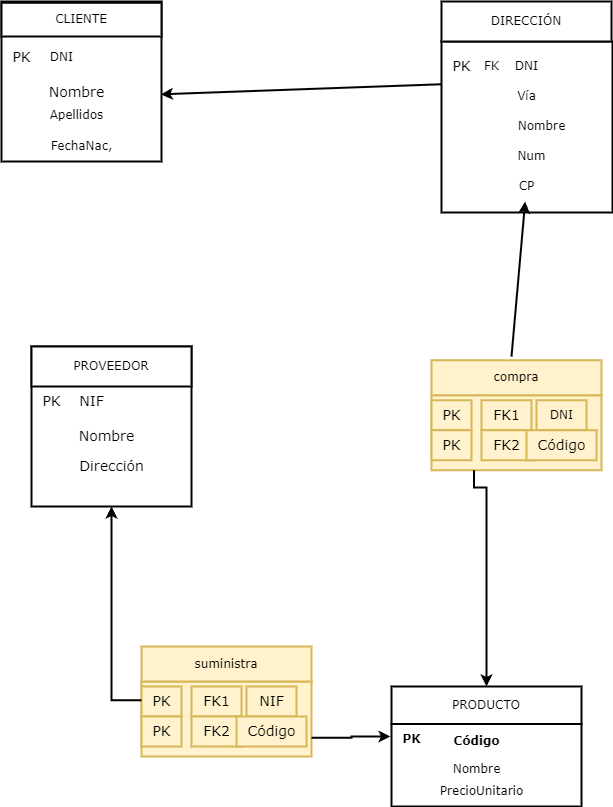 CLIENTE
PK DNI
Nombre
Apellidos
FechaNac,
DIRECCIÓN
PK FK DNI
Vía
Nombre
Num
CP
PROVEEDOR
PK NIF
Nombre
Dirección
compra
PK FK1 DNI
PK FK2 Código
suministra
PK FK1 NIF
PK FK2 Código
PRODUCTO
PK Código
Nombre
PrecioUnitario